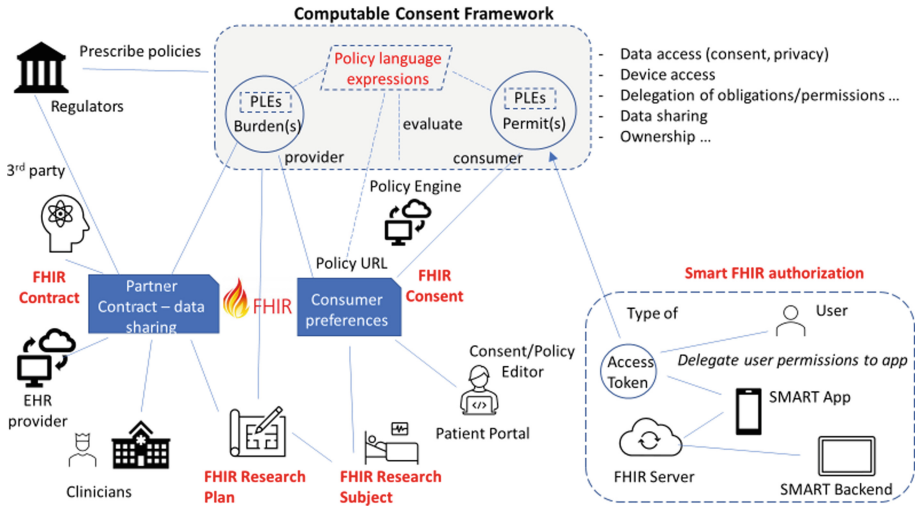 Computable Consent Framework
Prescribe policies
Regulators
Policy language
expressions
PLEs
Burden(s)
PLEs
Permit(s)
evaluate
provider
consumer
- Data access (consent, privacy)
- Device access
- Delegation of obligations/permissions ...
- Data sharing
- Ownership ...
3rd party
Policy Engine
FHIR
Contract
Partner
Contract – data
sharing
FHIR
Policy URL
Consumer
preferences
FHIR
Consent
EHR
provider
Clinicians
FHIR Research
Plan
FHIR Research
Subject
Consent/Policy
Editor
Patient Portal
Smart FHIR authorization
Type of
User
Access
Token
Delegate user permissions to app
SMART App
FHIR Server
SMART Backend